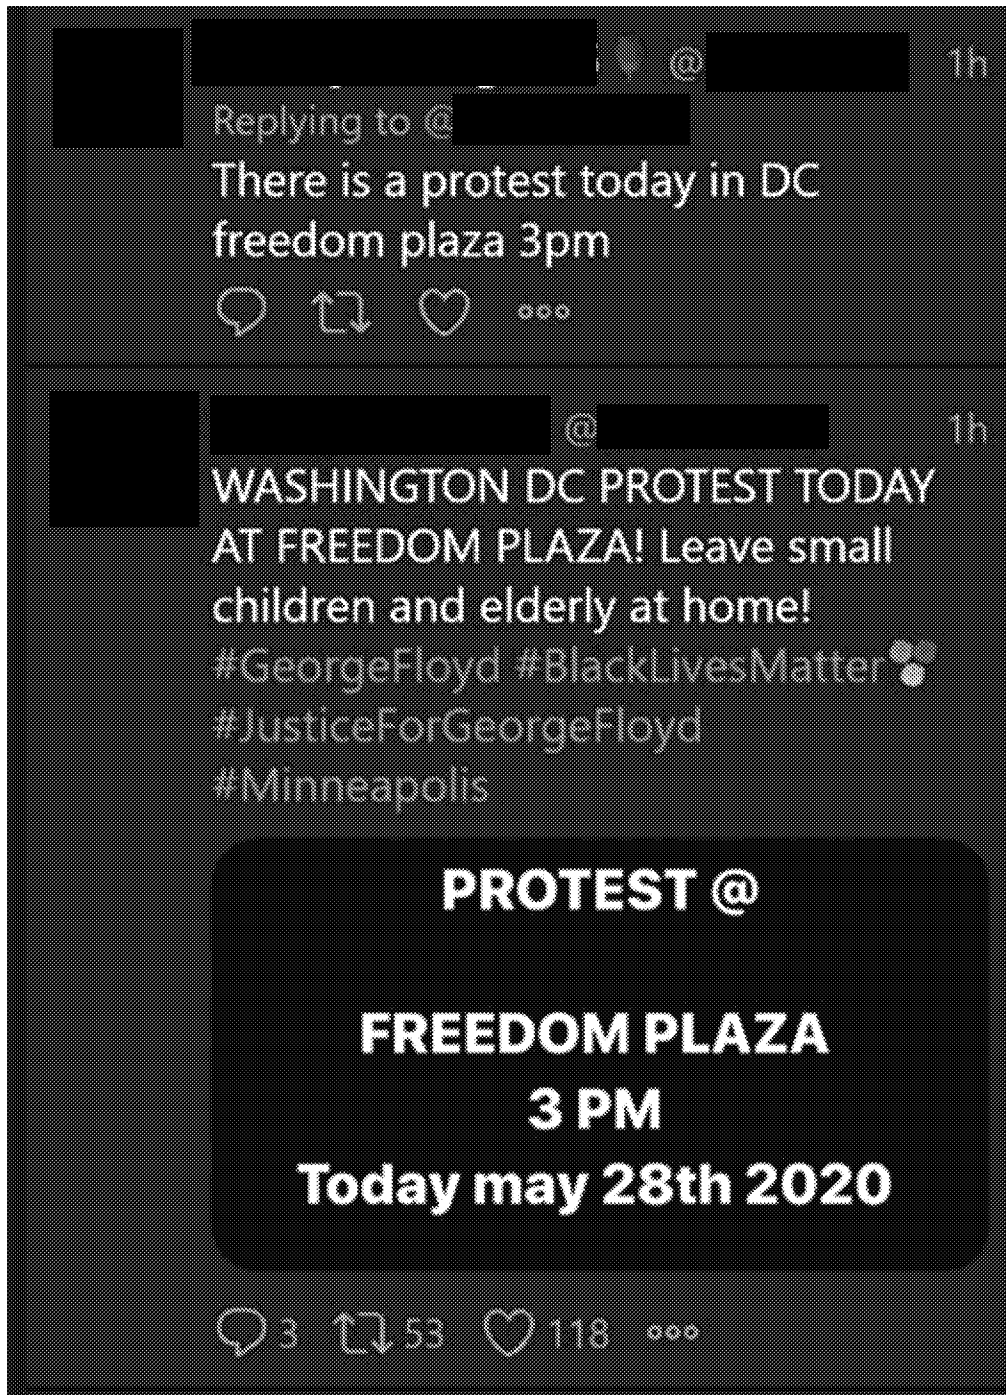 @ 1h
Replying to @
There is a protest today in DC
freedom plaza 3pm
@ 1h
WASHINGTON DC PROTEST TODAY
AT FREEDOM PLAZA! Leave small
children and elderly at home!
#GeorgeFloyd #BlackLivesMatter
#JusticeForGeorgeFloyd
#Minneapolis
PROTEST @
FREEDOM PLAZA
3 PM
Today may 28th 2020
3 53 118